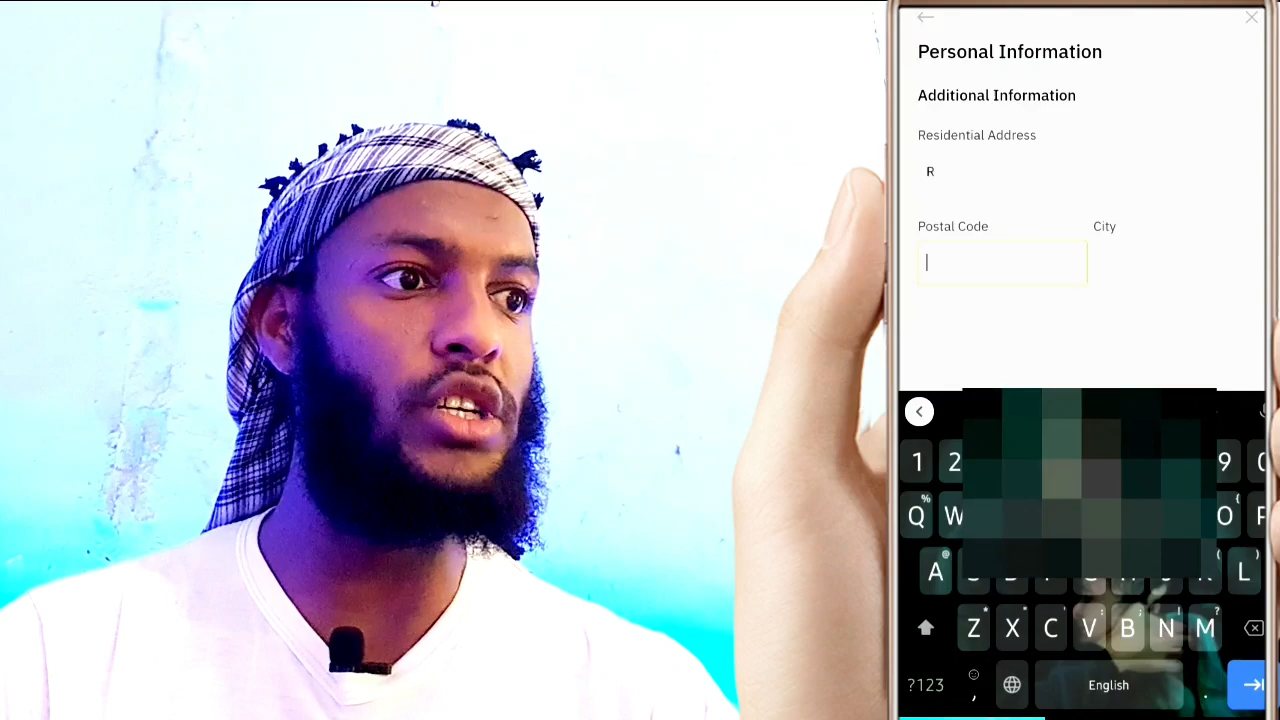 Personal Information
Additional Information
Residential Address
R
Postal Code City
1 2 9
Q % W O {
A @ L )
Z * X * C ' V : B ; N ! M ?
?123 , English .